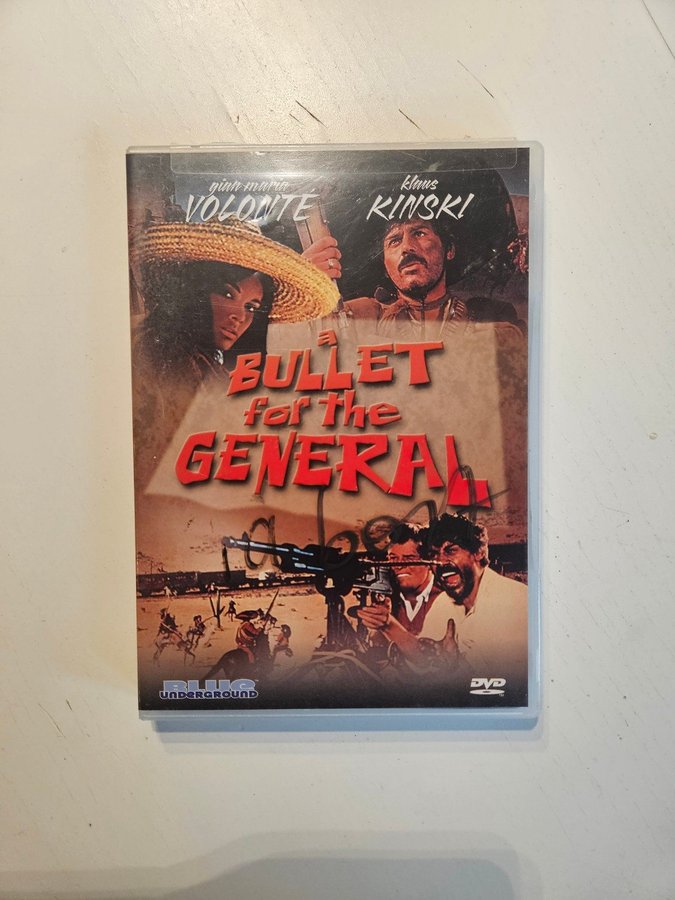 gian maria
VOLONTÉ
klaus
KINSKI
a
BULLET
for the
GENERAL
BLUE
UNDERGROUND
DVD